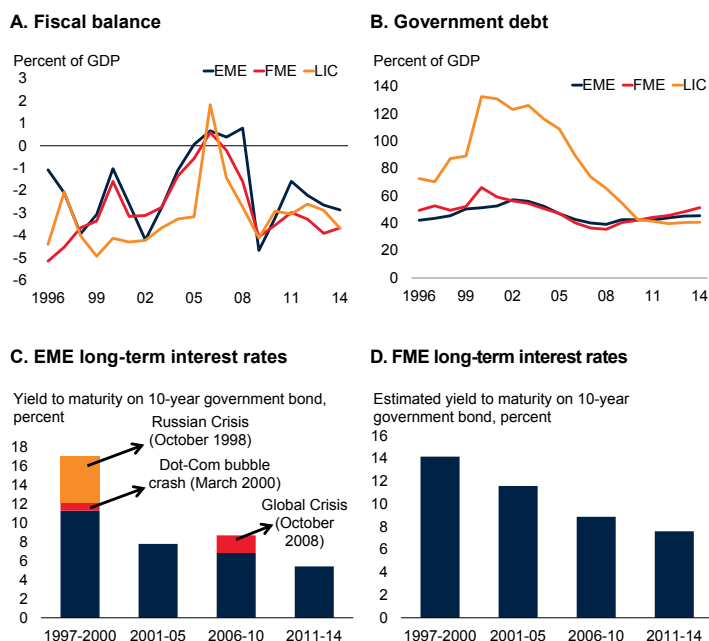 A. Fiscal balance
Percent of GDP
EME FME LIC
3
2
1
0
-1
-2
-3
-4
-5
-6
1996 99 02 05 08 11 14
B. Government debt
Percent of GDP
EME FME LIC
140
120
100
80
60
40
20
0
1996 99 02 05 08 11 14
C. EME long-term interest rates
Yield to maturity on 10-year government bond,
percent
Russian Crisis
(October 1998)
Dot-Com bubble
crash (March 2000)
Global Crisis
(October
2008)
18
16
14
12
10
8
6
4
2
0
1997-2000 2001-05 2006-10 2011-14
D. FME long-term interest rates
Estimated yield to maturity on 10-year
government bond, percent
16
14
12
10
8
6
4
2
0
1997-2000 2001-05 2006-10 2011-14